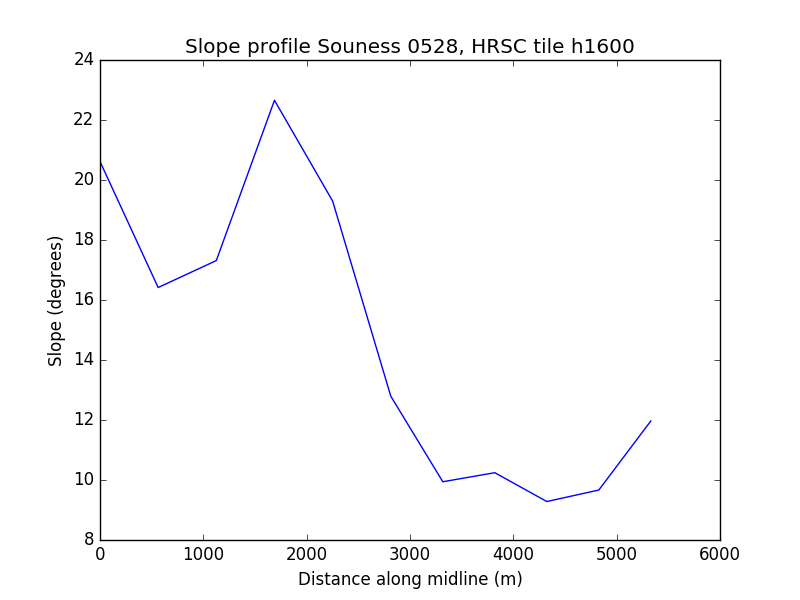 Slope profile Souness 0528, HRSC tile h1600
24
22
20
18
16
14
12
10
8
Slope (degrees)
0 1000 2000 3000 4000 5000 6000
Distance along midline (m)